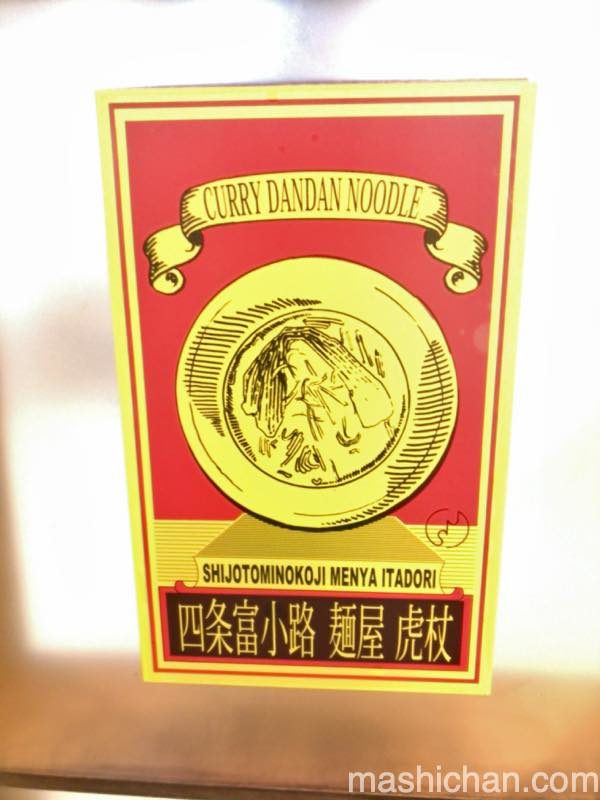 CURRY DANDAN NOODLE
SHIJOTOMINOKOJI MENYA ITADORI
四条富小路 麺屋 虎杖
mashichan.com